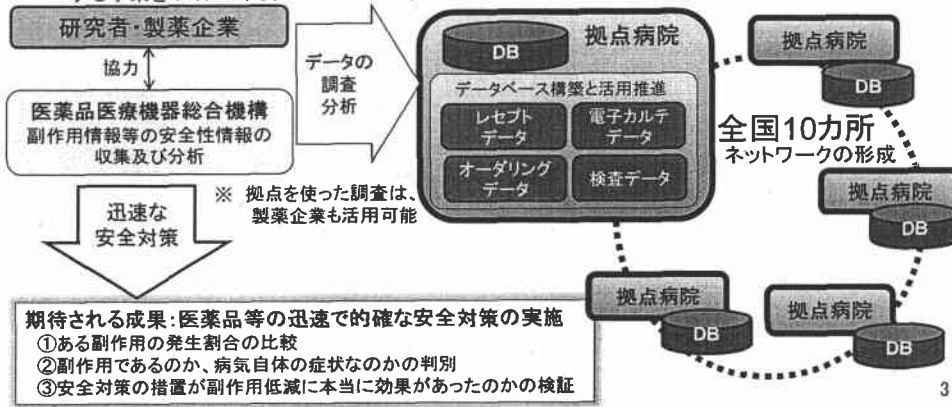 研究者・製薬企業
協力
医薬品医療機器総合機構
副作用情報等の安全性情報の
収集及び分析
データの
調査
分析
迅速な
安全対策
※ 拠点を使った調査は、
製薬企業も活用可能
DB
拠点病院
データベース構築と活用推進
レセプト
データ
電子カルテ
データ
オーダリング
データ
検査データ
全国10カ所
ネットワークの形成
拠点病院
DB
拠点病院
DB
拠点病院
DB
拠点病院
DB
期待される成果:医薬品等の迅速で的確な安全対策の実施
①ある副作用の発生割合の比較
②副作用であるのか、病気自体の症状なのかの判別
③安全対策の措置が副作用低減に本当に効果があったのかの検証
3